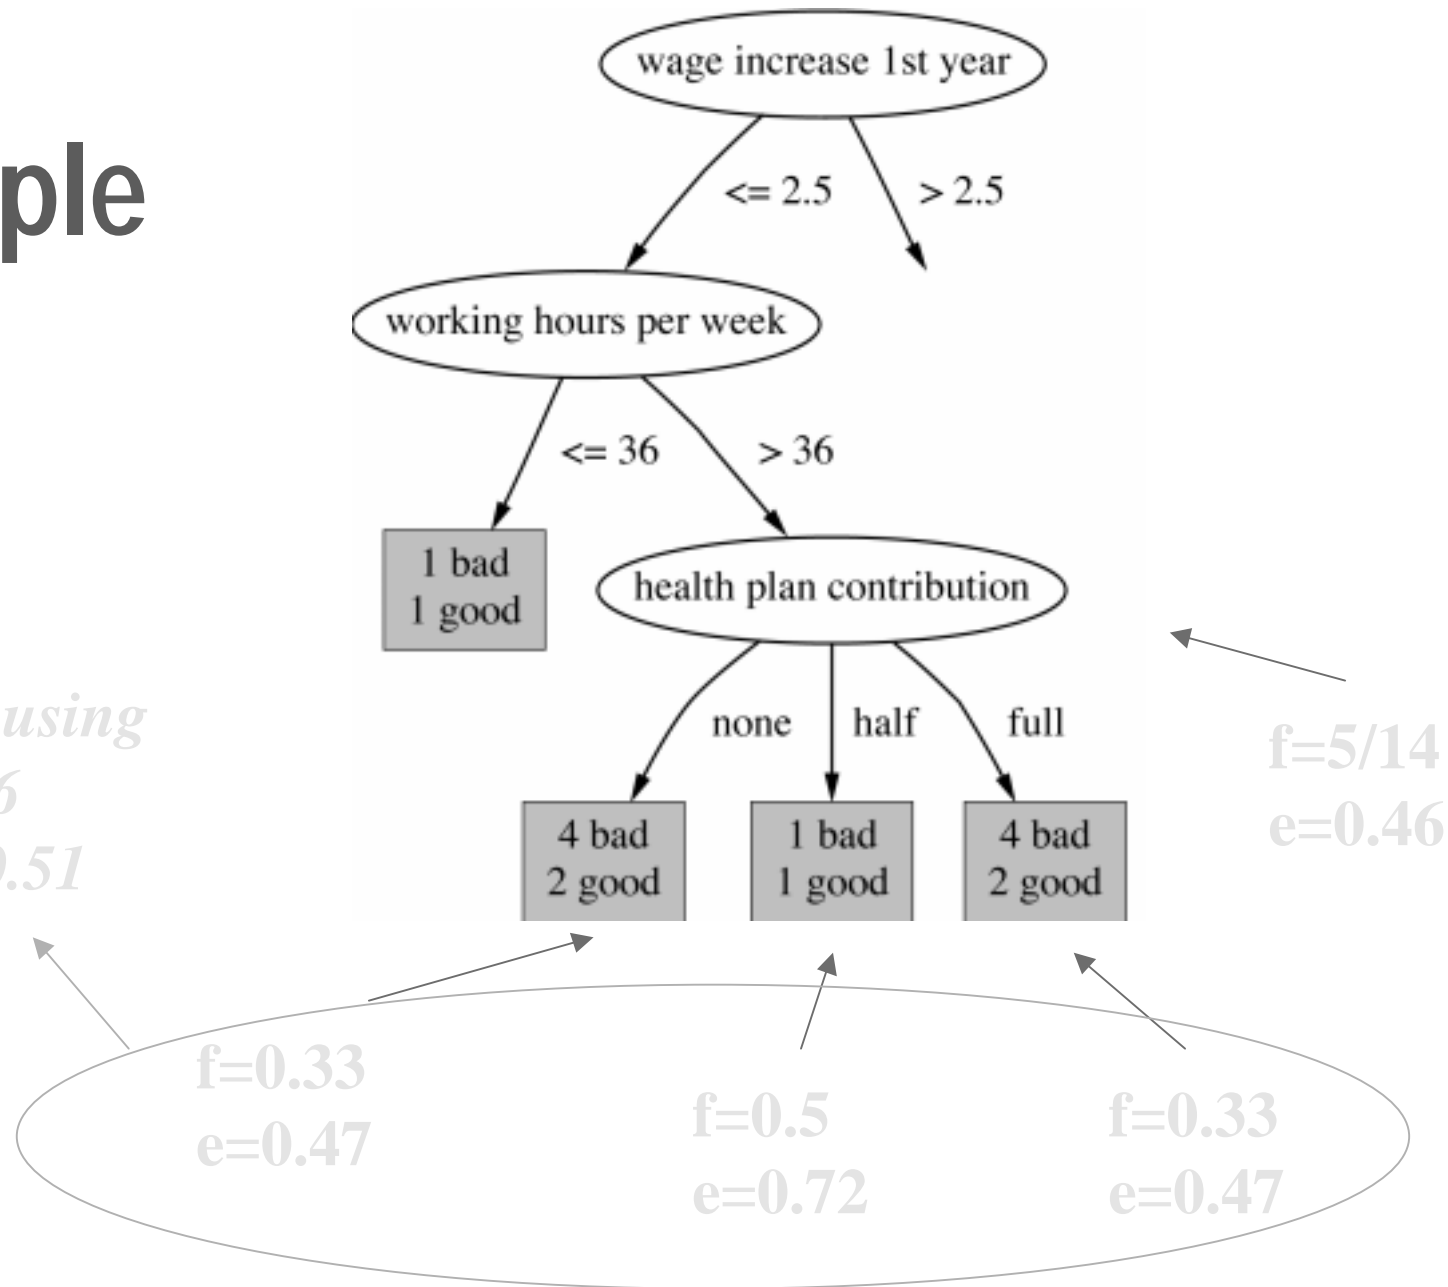 wage increase 1st year
ple
<= 2.5
> 2.5
working hours per week
<= 36
> 36
1 bad
1 good
health plan contribution
none
half
full
using
6
.51
f=5/14
e=0.46
4 bad
2 good
1 bad
1 good
4 bad
2 good
f=0.33
e=0.47
f=0.5
e=0.72
f=0.33
e=0.47